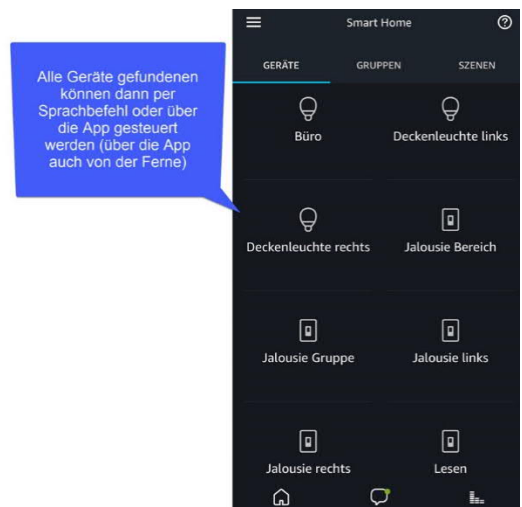 Smart Home
GERÄTE GRUPPEN SZENEN
Alle Geräte gefundenen
können dann per
Sprachbefehl oder über
die App gesteuert
werden (über die App
auch von der Ferne)
Büro
Deckenleuchte links
Deckenleuchte rechts
Jalousie Bereich
Jalousie Gruppe
Jalousie links
Jalousie rechts
Lesen